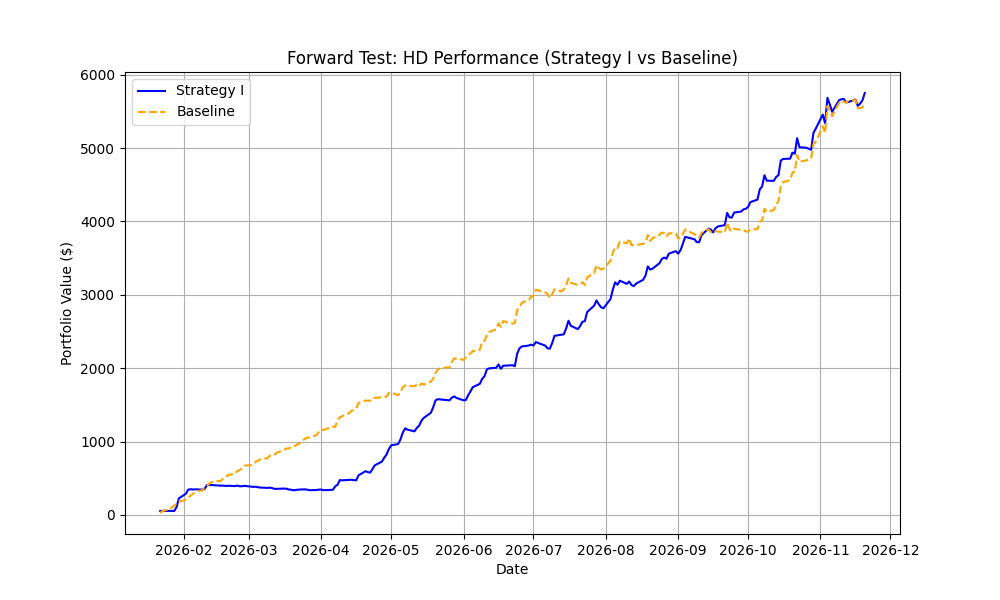 Forward Test: HD Performance (Strategy I vs Baseline)
Strategy I
Baseline
Portfolio Value ($)
6000
5000
4000
3000
2000
1000
0
2026-02 2026-03 2026-04 2026-05 2026-06 2026-07 2026-08 2026-09 2026-10 2026-11 2026-12
Date